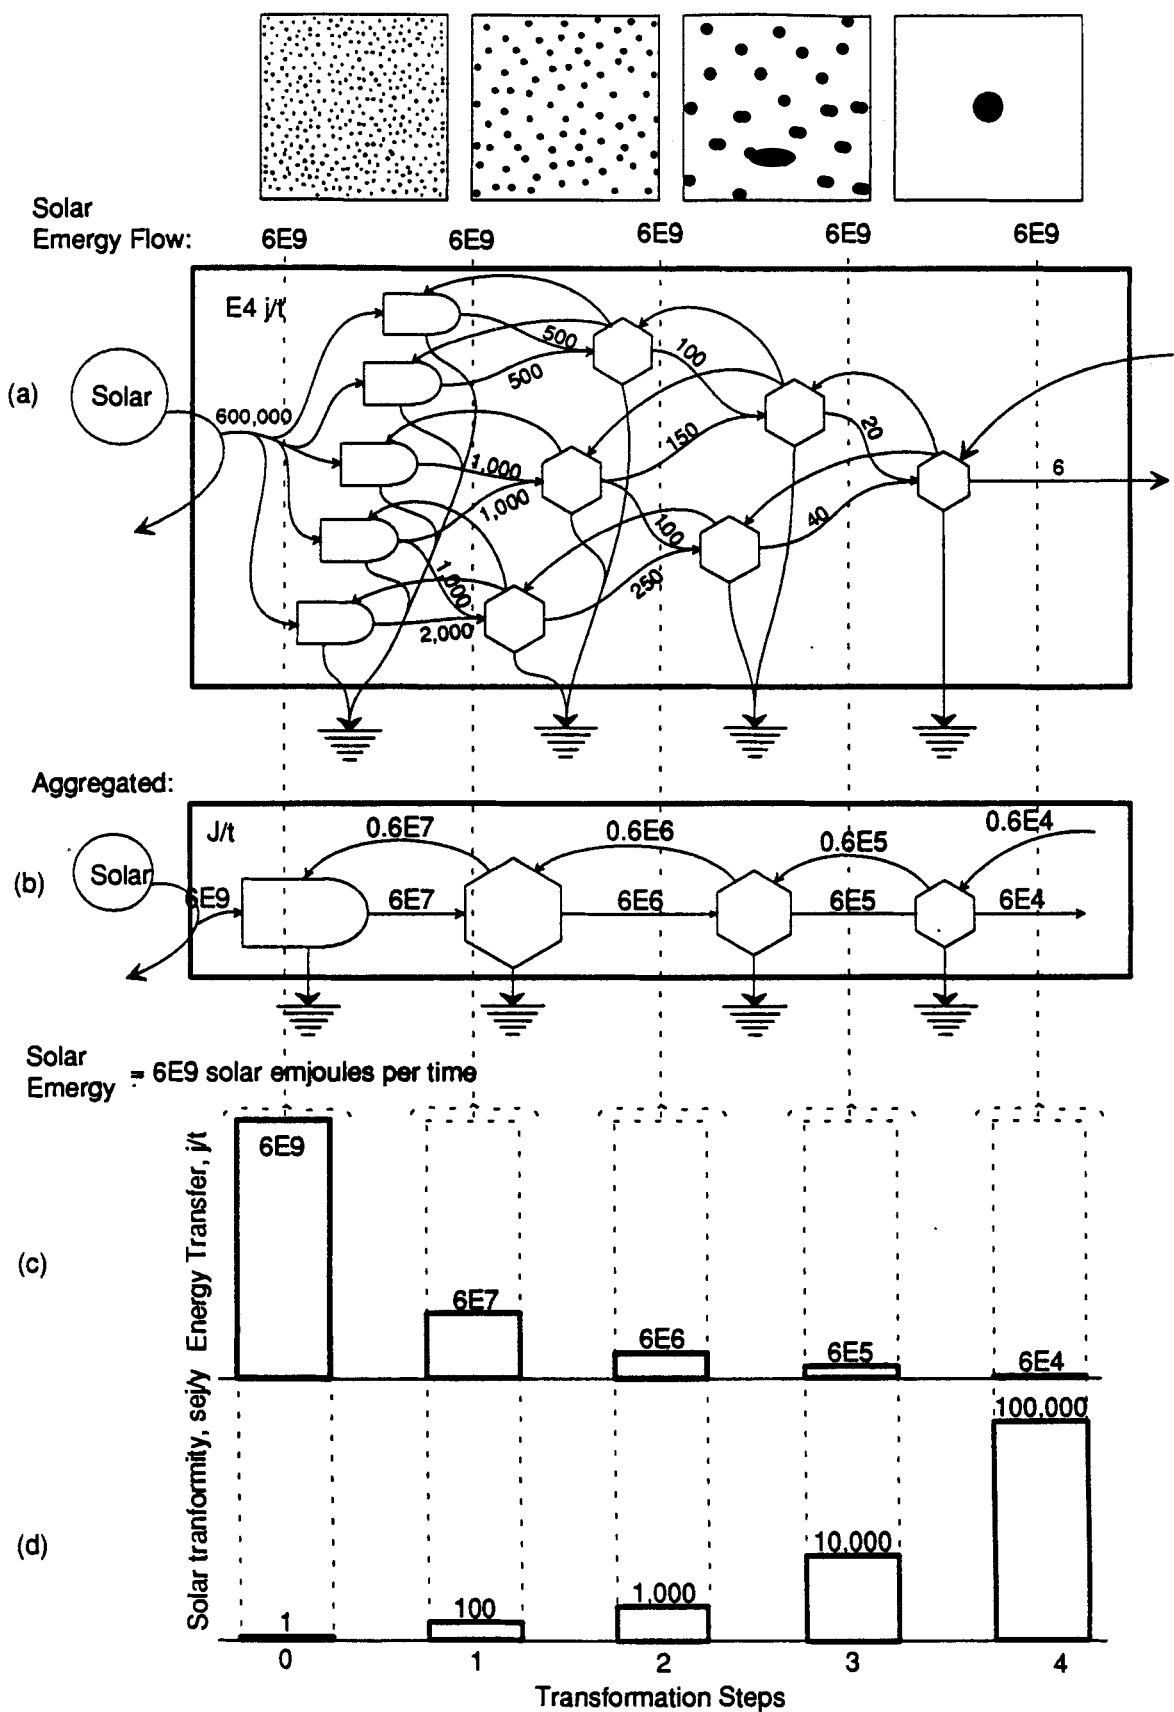 Solar
Emergy Flow:
6E9 6E9 6E9 6E9 6E9
E4 j/t
(a)
Solar
600,000
500
500
1,000
1,000
1,000
2,000
100
150
100
250
20
40
6
Aggregated:
J/t
(b)
Solar
6E9
0.6E7
6E7
0.6E6
6E6
0.6E5
6E5
0.6E4
6E4
Solar
Emergy = 6E9 solar emjoules per time
(c)
Energy Transfer, j/t
6E9
6E7
6E6
6E5
6E4
(d)
Solar tranformity, sej/y
1
100
1,000
10,000
100,000
0 1 2 3 4
Transformation Steps